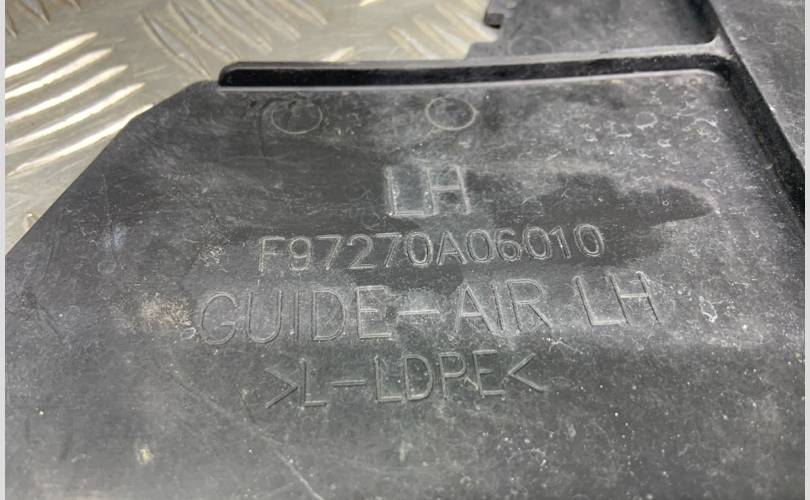 LH
F97270A06010
GUIDE-AIR LH
>L-LDPE<